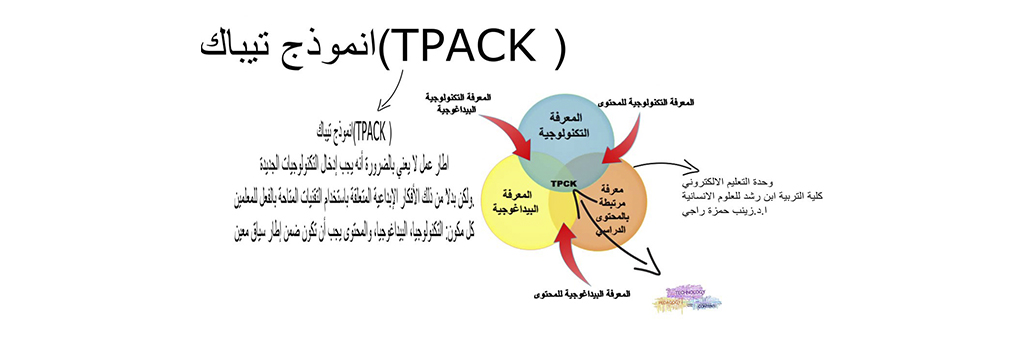 انموذج تيباك(TPACK )
انموذج تيباك(TPACK )
اطار عمل لا يعني بالضرورة أنه يجب إدخال التكنولوجيات الجديدة
.ولكن بدلا من ذلك الأفكار الإبداعية المتعلقة باستخدام التقنيات المتاحة بالفعل للمعلمين
كل مكون: التكنولوجيا، البيداغوجيا، والمحتوى يجب أن تكون ضمن إطار سياق معين
المعرفة التكنولوجية
البيداغوجية
المعرفة التكنولوجية للمحتوى
المعرفة
التكنولوجية
TPCK
المعرفة
البيداغوجية
معرفة
مرتبطة
بالمحتوى
الدراسي
المعرفة البيداغوجية للمحتوى
وحدة التعليم الالكتروني
كلية التربية ابن رشد للعلوم الانسانية
ا.د.زينب حمزة راجي
TECHNOLOGY
PEDAGOGY
CONTENT